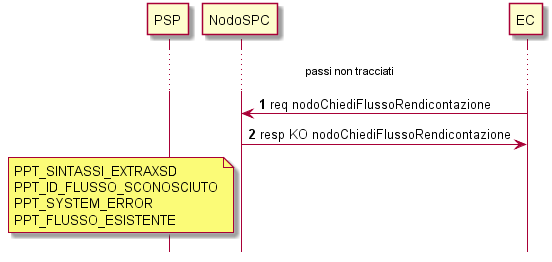 PSP
NodoSPC
EC
passi non tracciati
1 req nodoChiediFlussoRendicontazione
2 resp KO nodoChiediFlussoRendicontazione
PPT_SINTASSI_EXTRAXSD
PPT_ID_FLUSSO_SCONOSCIUTO
PPT_SYSTEM_ERROR
PPT_FLUSSO_ESISTENTE